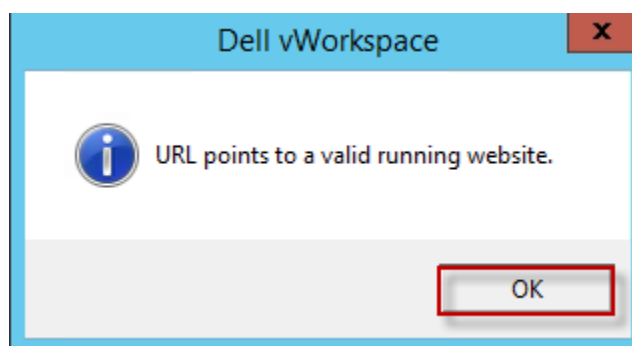 Dell vWorkspace
x
URL points to a valid running website.
OK